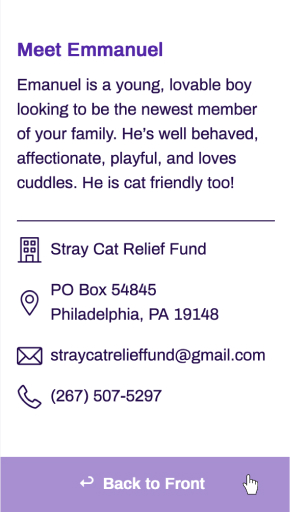 Meet Emmanuel
Emanuel is a young, lovable boy
looking to be the newest member
of your family. He’s well behaved,
affectionate, playful, and loves
cuddles. He is cat friendly too!
Stray Cat Relief Fund
PO Box 54845
Philadelphia, PA 19148
straycatrelieffund@gmail.com
(267) 507-5297
Back to Front